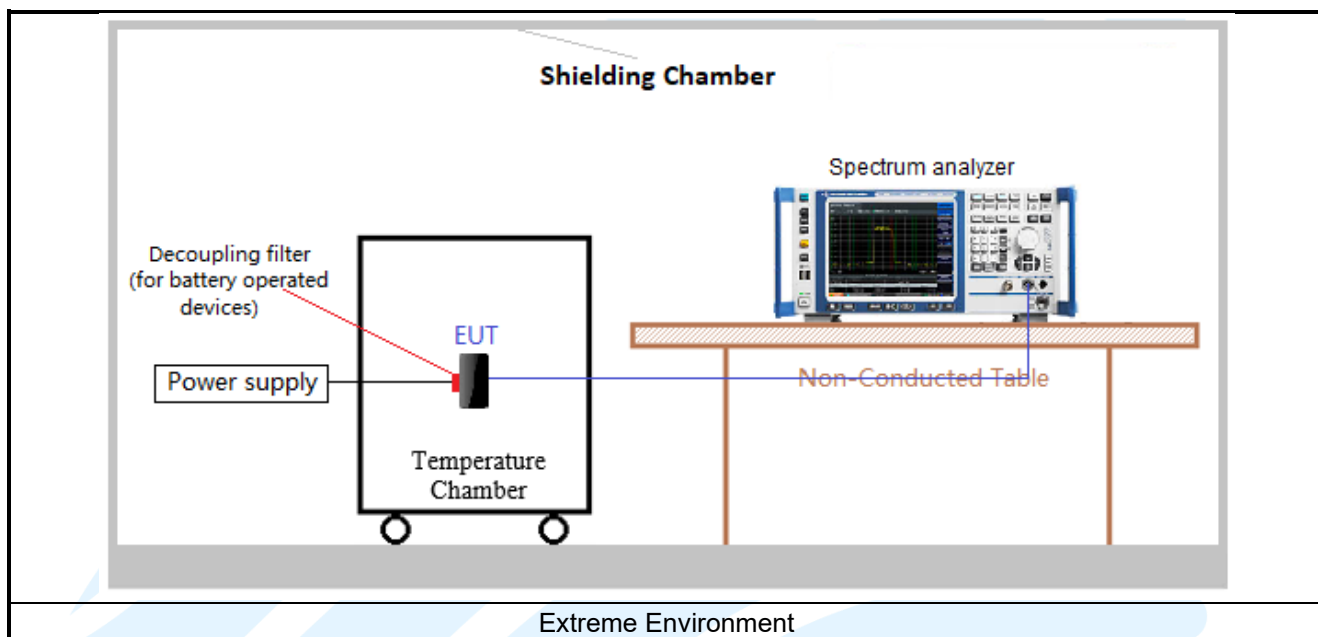 Shielding Chamber
Spectrum analyzer
Decoupling filter
(for battery operated
devices)
EUT
Power supply
Non-Conducted Table
Temperature
Chamber
Extreme Environment